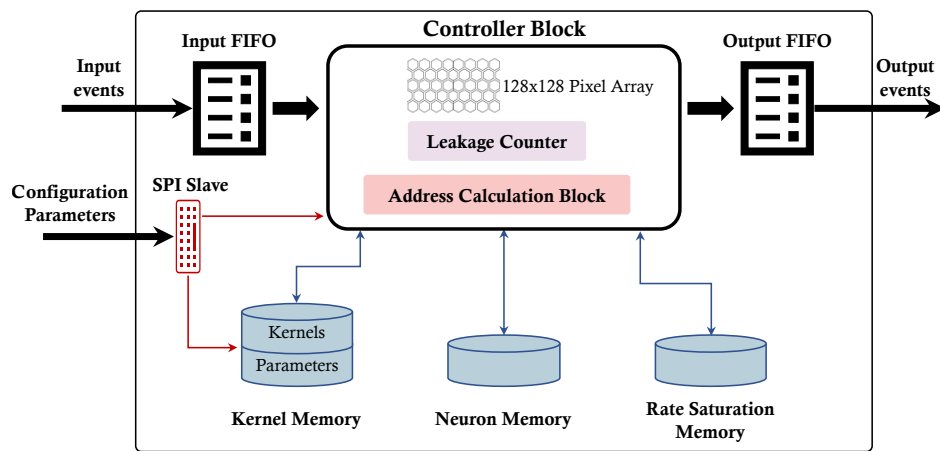 Controller Block
Input FIFO
Output FIFO
Input
events
Output
events
128x128 Pixel Array
Leakage Counter
Address Calculation Block
SPI Slave
Configuration
Parameters
Kernels
Parameters
Kernel Memory
Neuron Memory
Rate Saturation
Memory